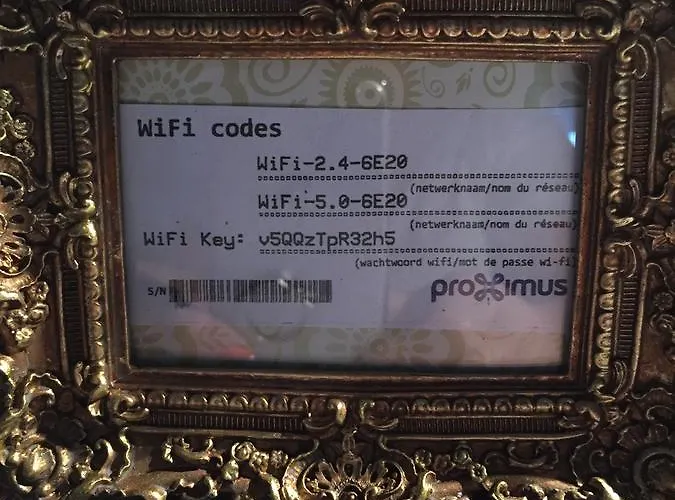 WiFi codes
WiFi-2.4-6E20
(netwerknaam/nom du réseau)
WiFi-5.0-6E20
(netwerknaam/nom du réseau)
WiFi Key: v5QQzTpR32h5
(wachtwoord wifi/mot de passe wi-fi)
S/N
proximus